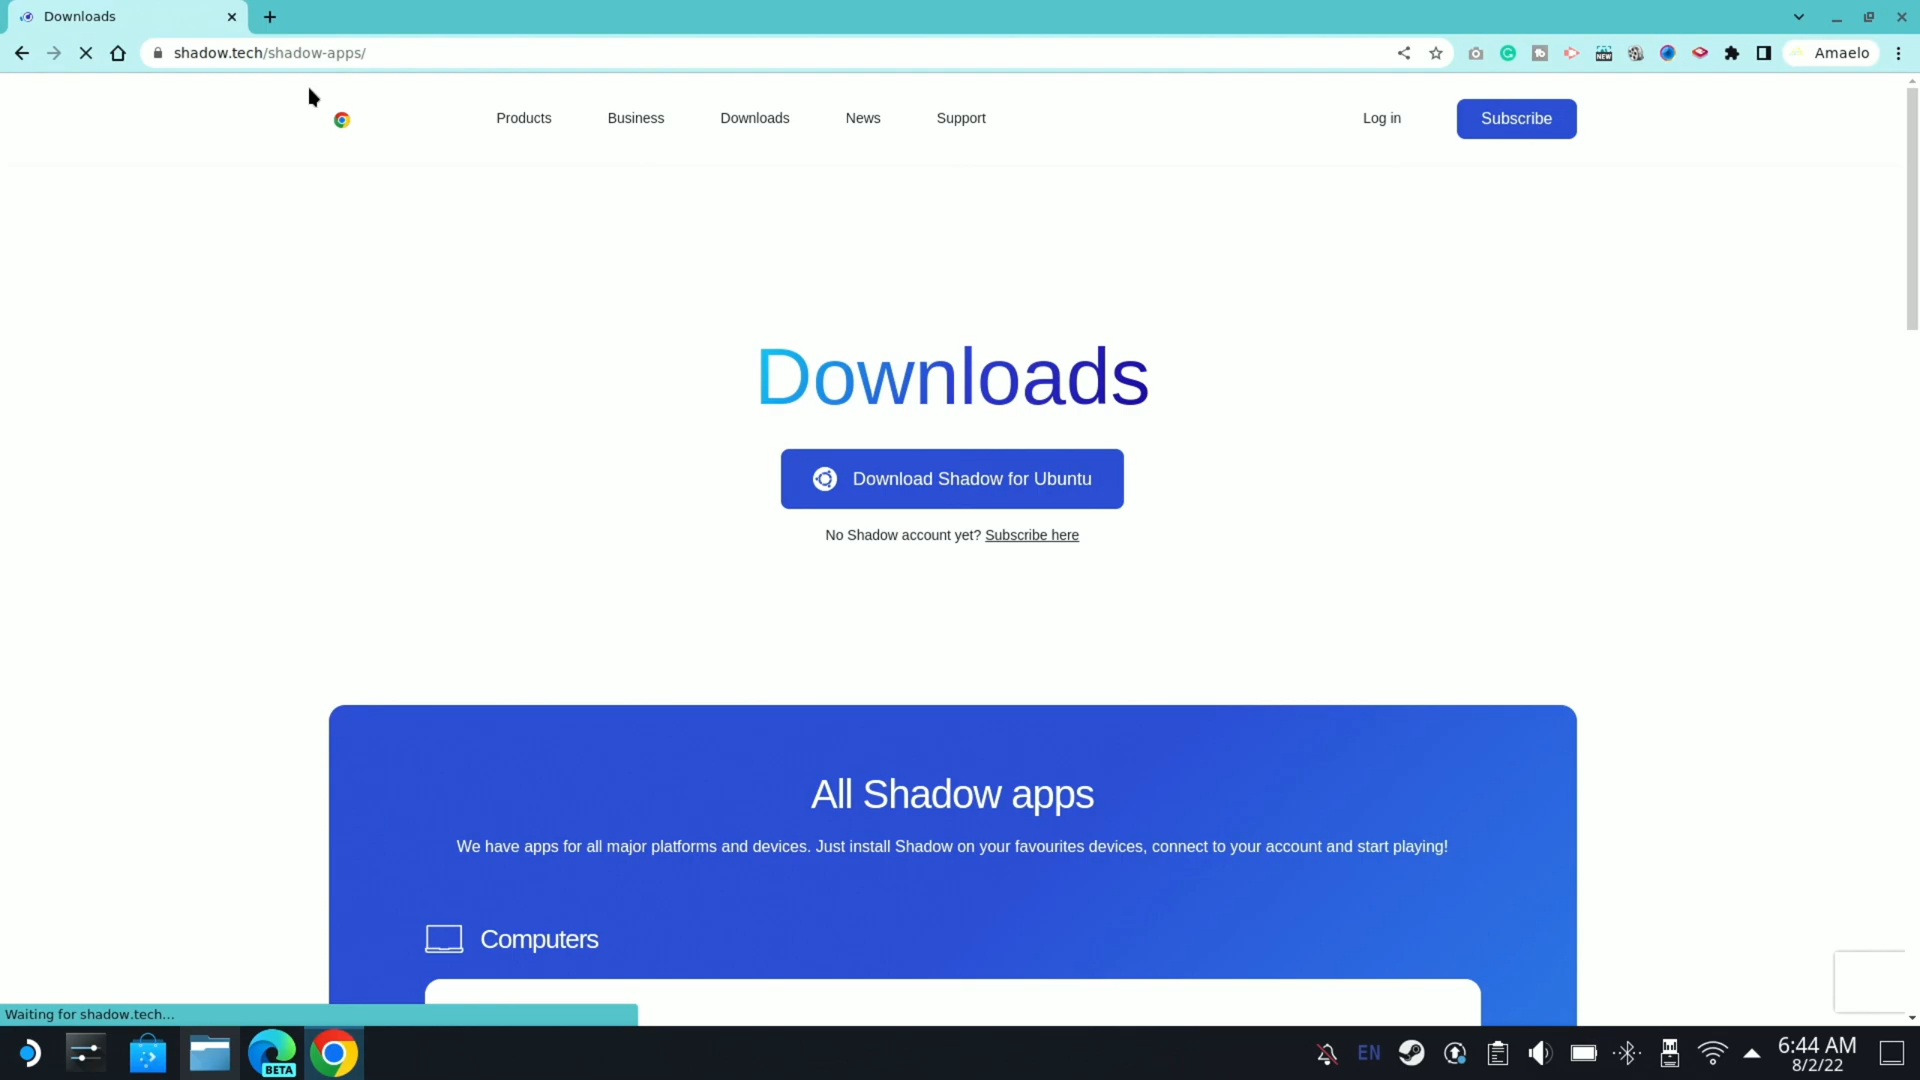 Downloads
shadow.tech/shadow-apps/
NEW
Amaelo
Products
Business
Downloads
News
Support
Log in
Subscribe
Downloads
Download Shadow for Ubuntu
No Shadow account yet? Subscribe here
All Shadow apps
We have apps for all major platforms and devices. Just install Shadow on your favourites devices, connect to your account and start playing!
Computers
Waiting for shadow.tech...
BETA
EN
6:44 AM
8/2/22